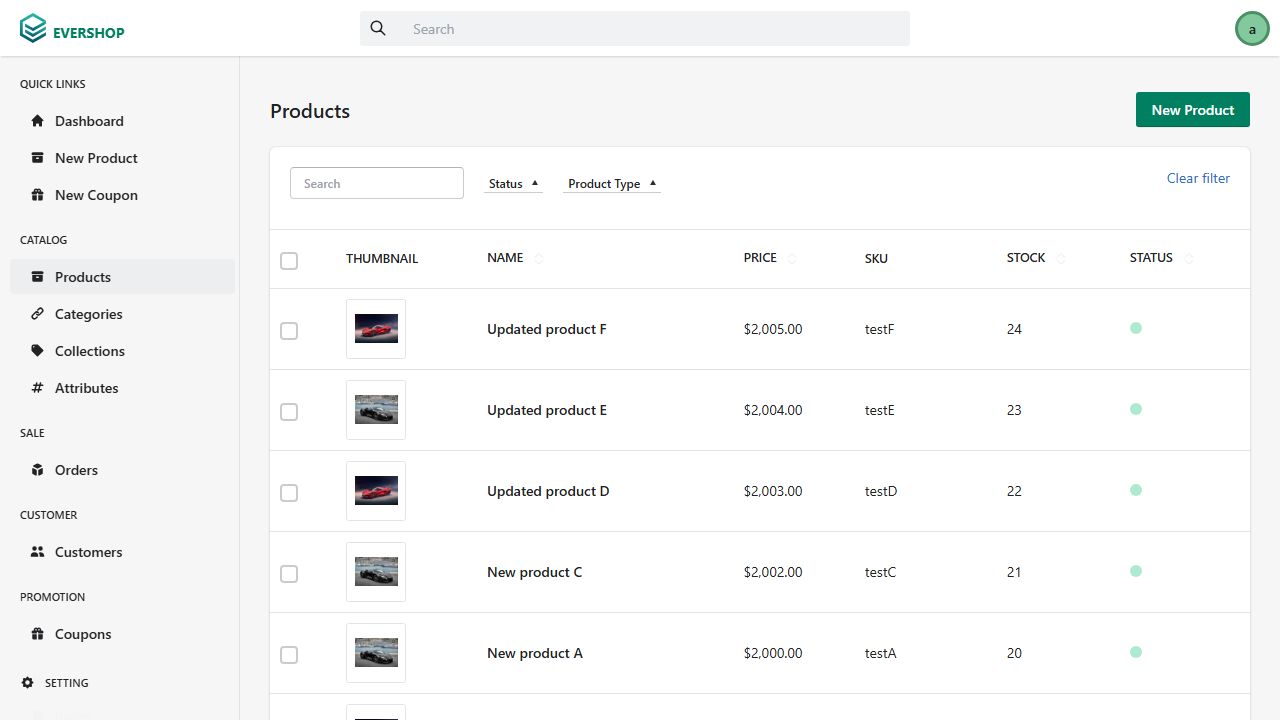 EVERSHOP
Search
a
QUICK LINKS
Dashboard
New Product
New Coupon
CATALOG
Products
Categories
Collections
Attributes
SALE
Orders
CUSTOMER
Customers
PROMOTION
Coupons
SETTING
Products
New Product
Search
Status
Product Type
Clear filter
THUMBNAIL NAME PRICE SKU STOCK STATUS
Updated product F $2,005.00 testF 24
Updated product E $2,004.00 testE 23
Updated product D $2,003.00 testD 22
New product C $2,002.00 testC 21
New product A $2,000.00 testA 20